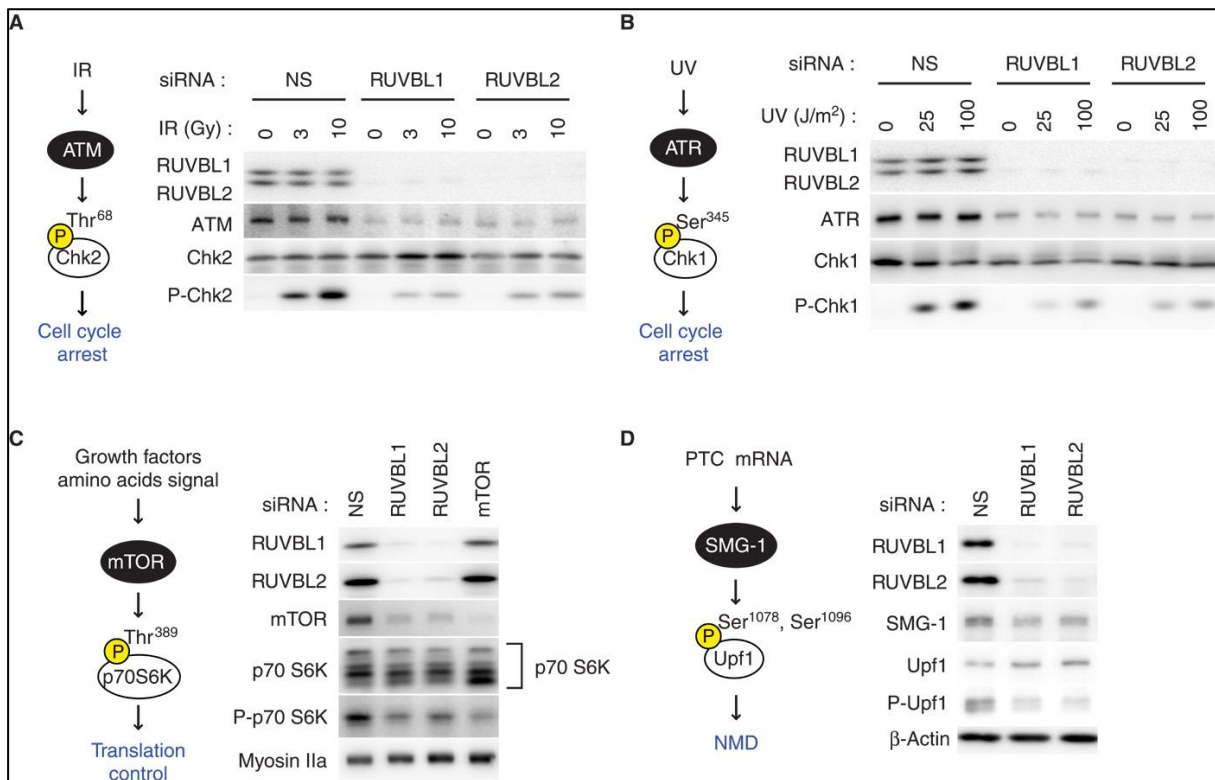 A
IR
ATM
Thr68
P
Chk2
Cell cycle
arrest
siRNA : NS RUVBL1 RUVBL2
IR (Gy) : 0 3 10 0 3 10 0 3 10
RUVBL1
RUVBL2
ATM
Chk2
P-Chk2
B
UV
ATR
Ser345
P
Chk1
Cell cycle
arrest
siRNA : NS RUVBL1 RUVBL2
UV (J/m2) : 0 25 100 0 25 100 0 25 100
RUVBL1
RUVBL2
ATR
Chk1
P-Chk1
C
Growth factors
amino acids signal
mTOR
Thr389
P
p70S6K
Translation
control
siRNA : NS RUVBL1 RUVBL2 mTOR
RUVBL1
RUVBL2
mTOR
p70 S6K p70 S6K
P-p70 S6K
Myosin IIa
D
PTC mRNA
SMG-1
Ser1078, Ser1096
P
Upf1
NMD
siRNA : NS RUVBL1 RUVBL2
RUVBL1
RUVBL2
SMG-1
Upf1
P-Upf1
β-Actin